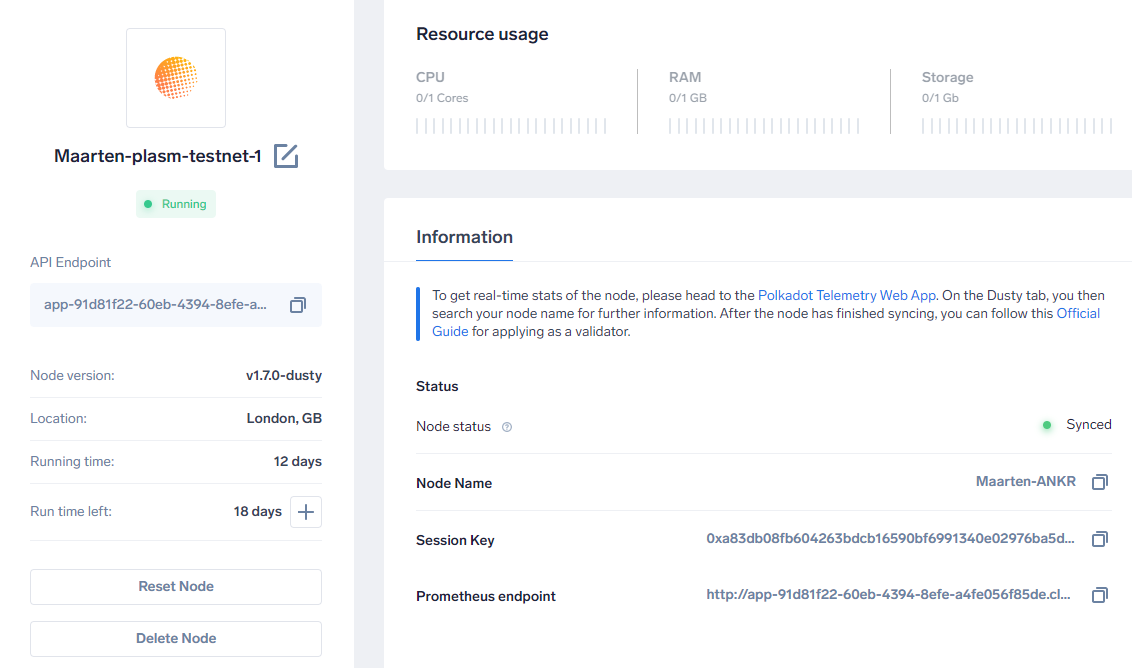 Maarten-plasm-testnet-1
Running
API Endpoint
app-91d81f22-60eb-4394-8efe-a...
Node version: v1.7.0-dusty
Location: London, GB
Running time: 12 days
Run time left: 18 days
Reset Node
Delete Node
Resource usage
CPU
0/1 Cores
RAM
0/1 GB
Storage
0/1 Gb
Information
To get real-time stats of the node, please head to the Polkadot Telemetry Web App. On the Dusty tab, you then
search your node name for further information. After the node has finished syncing, you can follow this Official
Guide for applying as a validator.
Status
Node status ? Synced
Node Name Maarten-ANKR
Session Key 0xa83db08fb604263bdcb16590bf6991340e02976ba5d...
Prometheus endpoint http://app-91d81f22-60eb-4394-8efe-a4fe056f85de.cl...